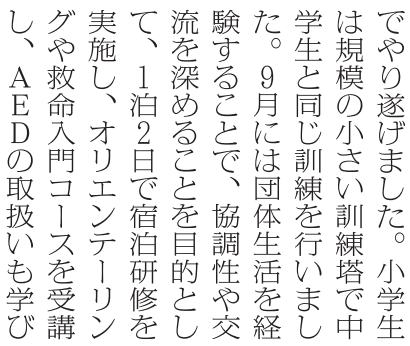 でやり遂げました。小学生
は規模の小さい訓練塔で中
学生と同じ訓練を行いまし
た。9月には団体生活を経
験することで、協調性や交
流を深めることを目的とし
て、1泊2日で宿泊研修を
実施し、オリエンテーリン
グや救命入門コースを受講
し、AEDの取扱いも学び